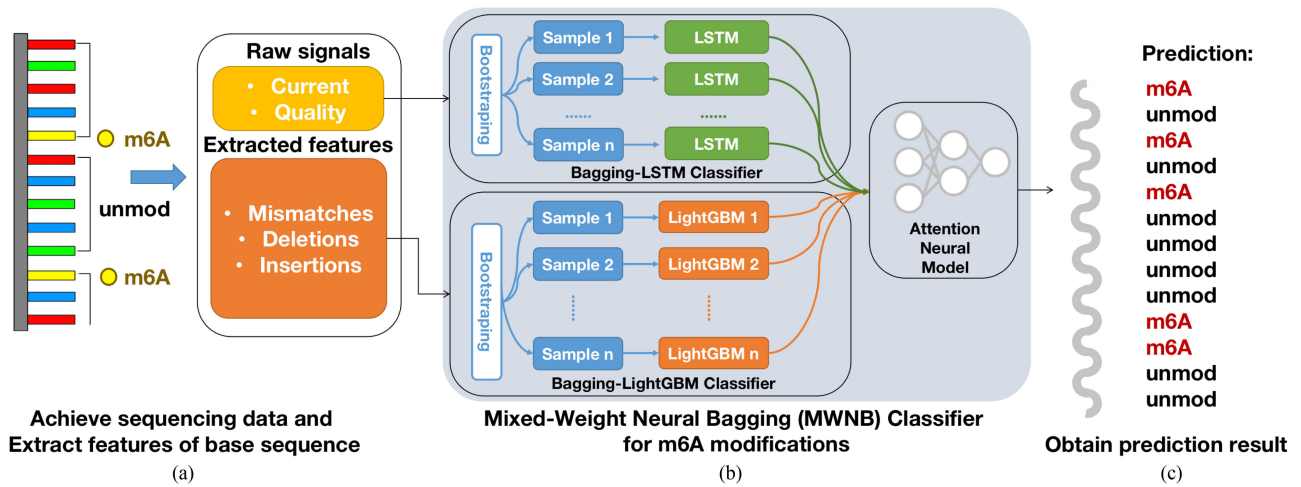 m6A
unmod
m6A
Raw signals
• Current
• Quality
Extracted features
• Mismatches
• Deletions
• Insertions
Achieve sequencing data and
Extract features of base sequence
(a)
Bootstraping
Sample 1
LSTM
Sample 2
LSTM
......
......
Sample n
LSTM
Bagging-LSTM Classifier
Bootstraping
Sample 1
LightGBM 1
Sample 2
LightGBM 2
......
......
Sample n
LightGBM n
Bagging-LightGBM Classifier
Attention
Neural
Model
Mixed-Weight Neural Bagging (MWNB) Classifier
for m6A modifications
(b)
Prediction:
m6A
unmod
m6A
unmod
m6A
unmod
unmod
unmod
unmod
m6A
m6A
unmod
unmod
Obtain prediction result
(c)